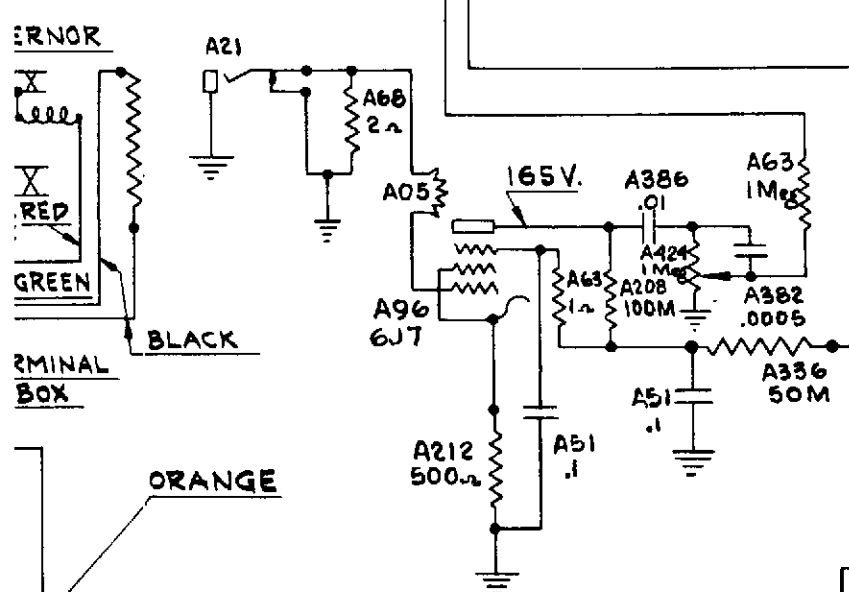 ERNOR
A21
A68
2Ω
A05
165V.
A386
.01
A63
1Meg
RED
A424
1Meg
GREEN
A63
1Ω
A208
100M
A382
.0005
A96
6J7
BLACK
RMINAL
BOX
A336
50M
A51
.1
A212
500Ω
A51
.1
ORANGE